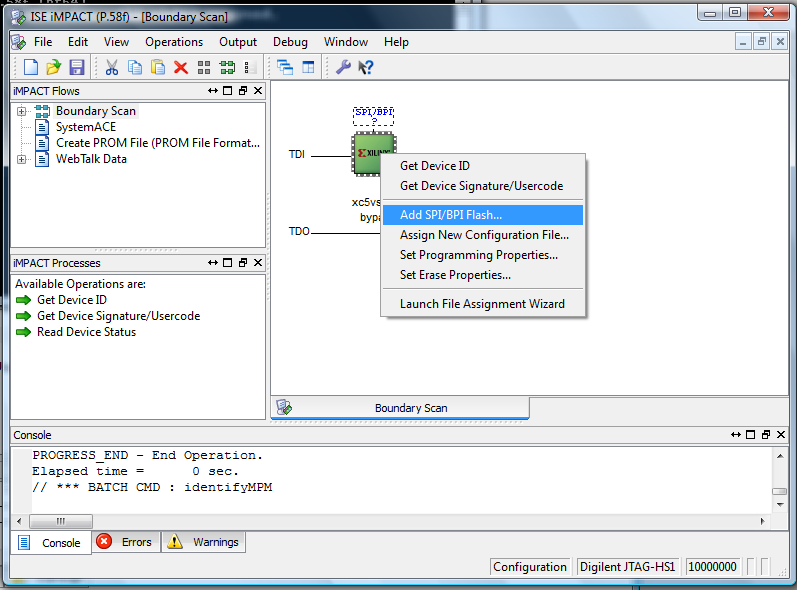 ISE iMPACT (P.58f) - [Boundary Scan]
File Edit View Operations Output Debug Window Help
iMPACT Flows
Boundary Scan
SystemACE
Create PROM File (PROM File Format...
WebTalk Data
iMPACT Processes
Available Operations are:
Get Device ID
Get Device Signature/Usercode
Read Device Status
SPI/BPI
?
TDI
TDO
Get Device ID
Get Device Signature/Usercode
Add SPI/BPI Flash...
Assign New Configuration File...
Set Programming Properties...
Set Erase Properties...
Launch File Assignment Wizard
Boundary Scan
Console
PROGRESS_END - End Operation.
Elapsed time = 0 sec.
// *** BATCH CMD : identifyMPM
Console Errors Warnings
Configuration Digilent JTAG-HS1 10000000